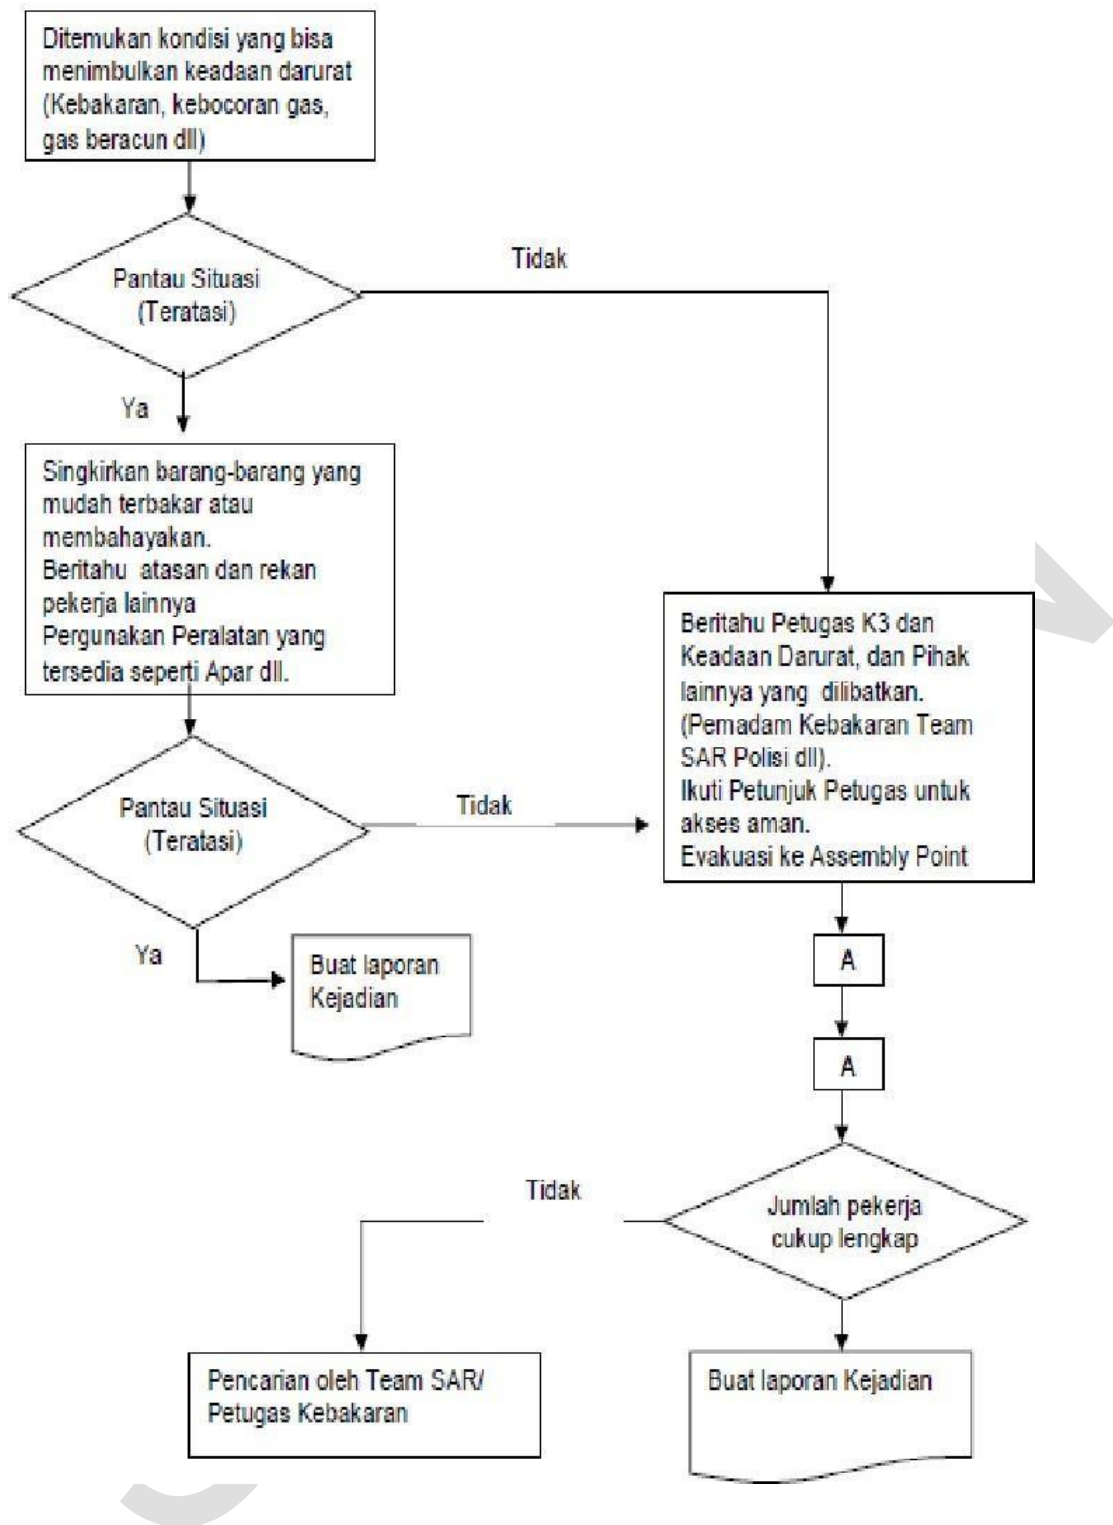 Ditemukan kondisi yang bisa
menimbulkan keadaan darurat
(Kebakaran, kebocoran gas,
gas beracun dll)
Tidak
Pantau Situasi
(Teratasi)
Ya
Singkirkan barang-barang yang
mudah terbakar atau
membahayakan.
Beritahu atasan dan rekan
pekerja lainnya
Pergunakan Peralatan yang
tersedia seperti Apar dll.
Beritahu Petugas K3 dan
Keadaan Darurat, dan Pihak
lainnya yang dilibatkan.
(Pemadam Kebakaran Team
SAR Polisi dll).
Ikuti Petunjuk Petugas untuk
akses aman.
Evakuasi ke Assembly Point
Pantau Situasi
(Teratasi)
Tidak
Ya
Buat laporan
Kejadian
A
A
Tidak
Jumlah pekerja
cukup lengkap
Pencarian oleh Team SAR/
Petugas Kebakaran
Buat laporan Kejadian